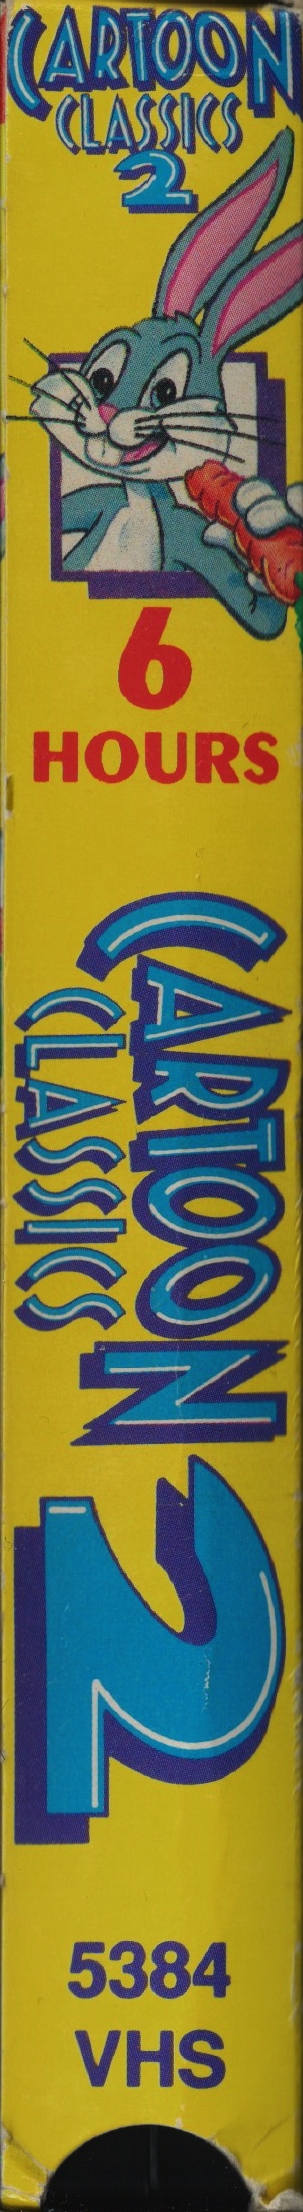 CARTOON
CLASSICS
2
6
HOURS
CARTOON
CLASSICS
2
5384
VHS